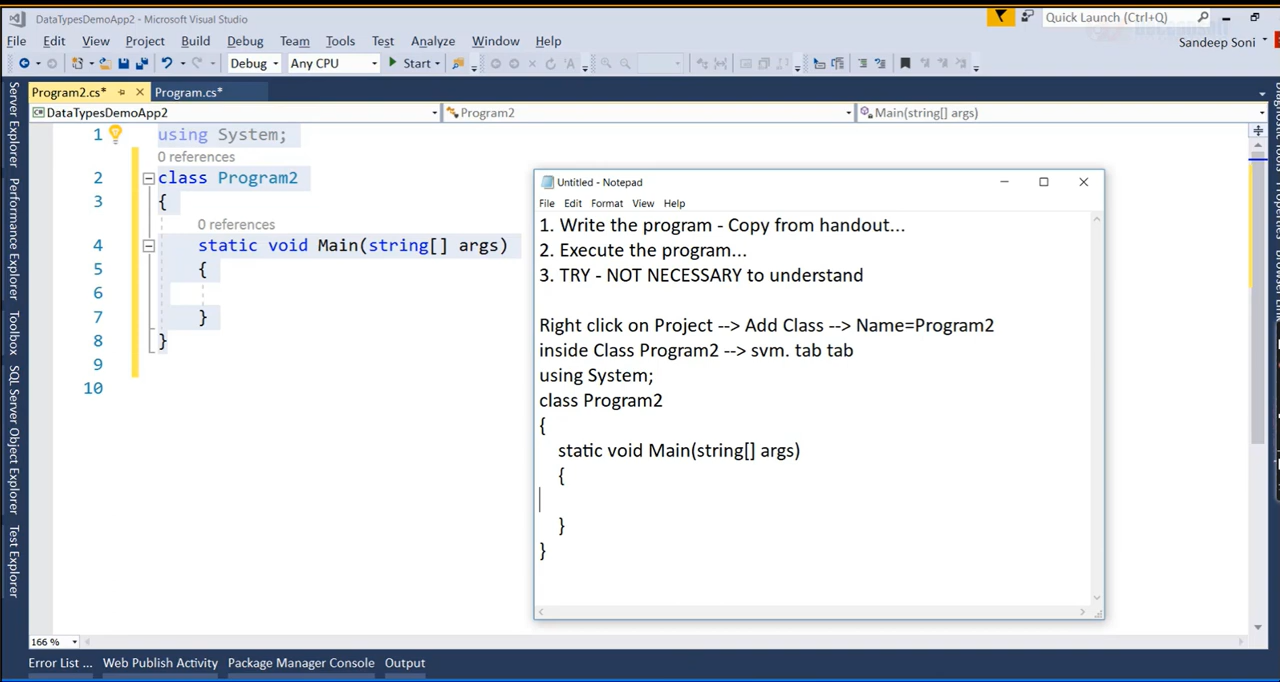 DataTypesDemoApp2 - Microsoft Visual Studio
Quick Launch (Ctrl+Q)
File Edit View Project Build Debug Team Tools Test Analyze Window Help
Sandeep Soni
Debug Any CPU Start
Program2.cs* Program.cs*
DataTypesDemoApp2 Program2 Main(string[] args)
Server Explorer
Performance Explorer
Toolbox
SQL Server Object Explorer
Test Explorer
1 using System;
0 references
2 class Program2
3 {
0 references
4 static void Main(string[] args)
5 {
6
7 }
8 }
9
10
Untitled - Notepad
File Edit Format View Help
1. Write the program - Copy from handout...
2. Execute the program...
3. TRY - NOT NECESSARY to understand
Right click on Project --> Add Class --> Name=Program2
inside Class Program2 --> svm. tab tab
using System;
class Program2
{
static void Main(string[] args)
{
}
}
166 %
Error List ... Web Publish Activity Package Manager Console Output